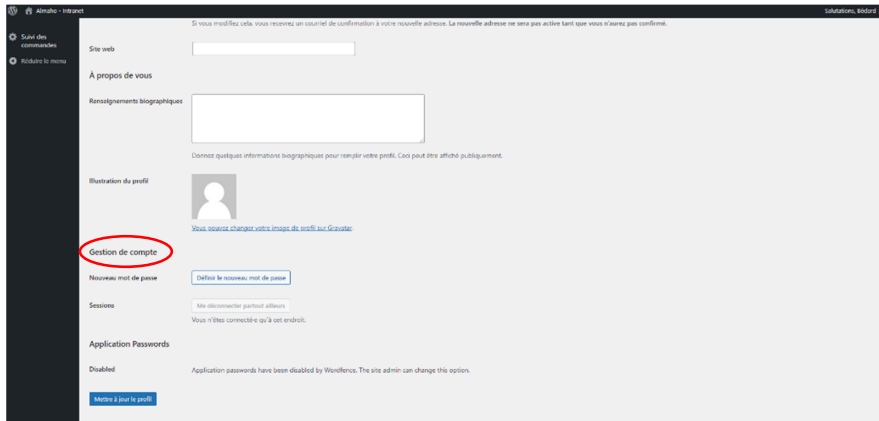 Almaho - Intranet
Salutations, Bédard
Si vous modifiez cela, vous recevrez un courriel de confirmation à votre nouvelle adresse. La nouvelle adresse ne sera pas active tant que vous n'aurez pas confirmé.
Suivi des
commandes
Réduire le menu
Site web
À propos de vous
Renseignements biographiques
Donnez quelques informations biographiques pour remplir votre profil. Ceci peut être affiché publiquement.
Illustration du profil
Vous pouvez changer votre image de profil sur Gravatar.
Gestion de compte
Nouveau mot de passe
Définir le nouveau mot de passe
Sessions
Me déconnecter partout ailleurs
Vous n'êtes connecté·e qu'à cet endroit.
Application Passwords
Disabled
Application passwords have been disabled by Wordfence. The site admin can change this option.
Mettre à jour le profil